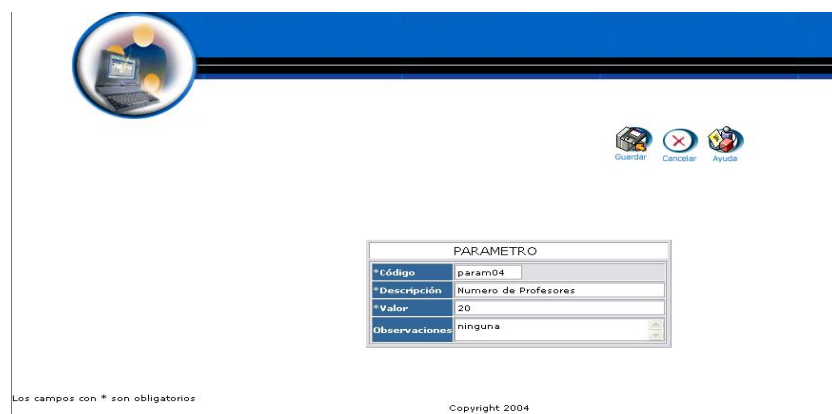 Guardar Cancelar Ayuda
PARAMETRO
*Código param04
*Descripción Numero de Profesores
*Valor 20
Observaciones ninguna
Los campos con * son obligatorios
Copyright 2004